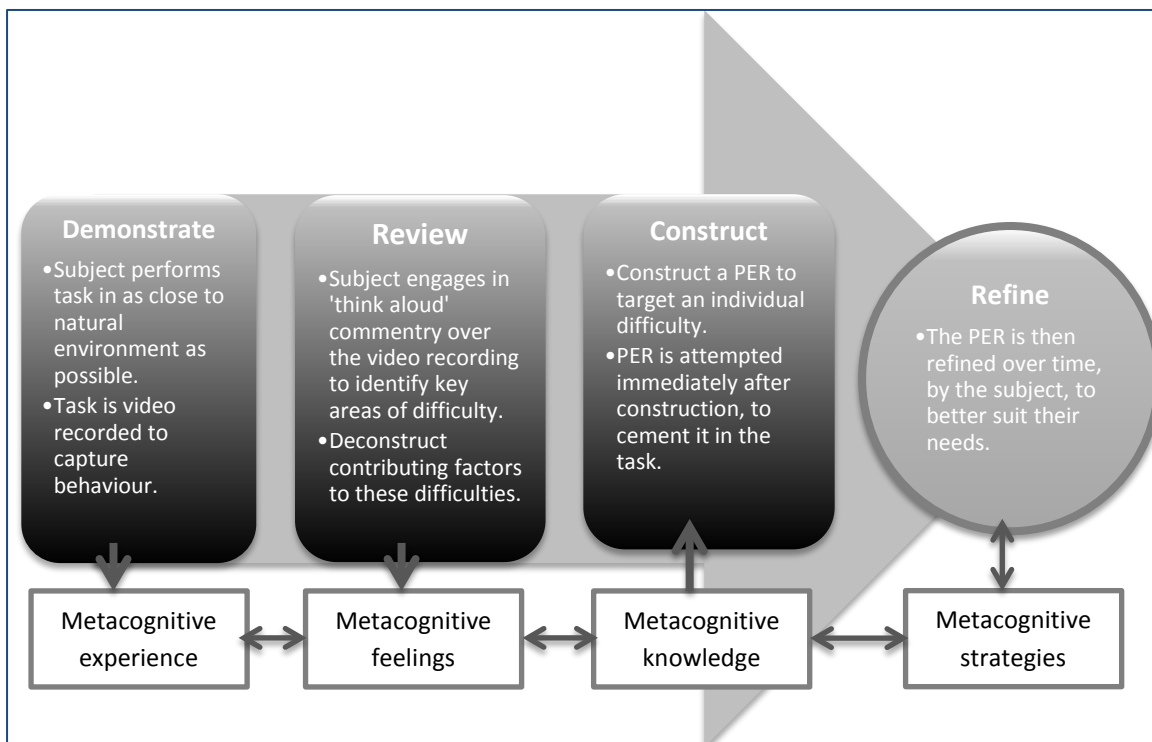 Demonstrate
•Subject performs
task in as close to
natural
environment as
possible.
•Task is video
recorded to
capture
behaviour.
Review
•Subject engages in
'think aloud'
commentry over
the video recording
to identify key
areas of difficulty.
•Deconstruct
contributing factors
to these difficulties.
Construct
•Construct a PER to
target an individual
difficulty.
•PER is attempted
immediately after
construction, to
cement it in the
task.
Refine
•The PER is then
refined over time,
by the subject, to
better suit their
needs.
Metacognitive
experience
Metacognitive
feelings
Metacognitive
knowledge
Metacognitive
strategies